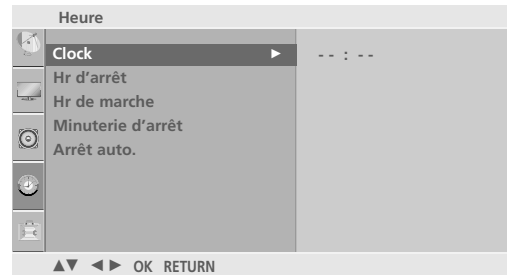 Heure
Clock ► -- : --
Hr d'arrêt
Hr de marche
Minuterie d'arrêt
Arrêt auto.
▲▼ ◄► OK RETURN